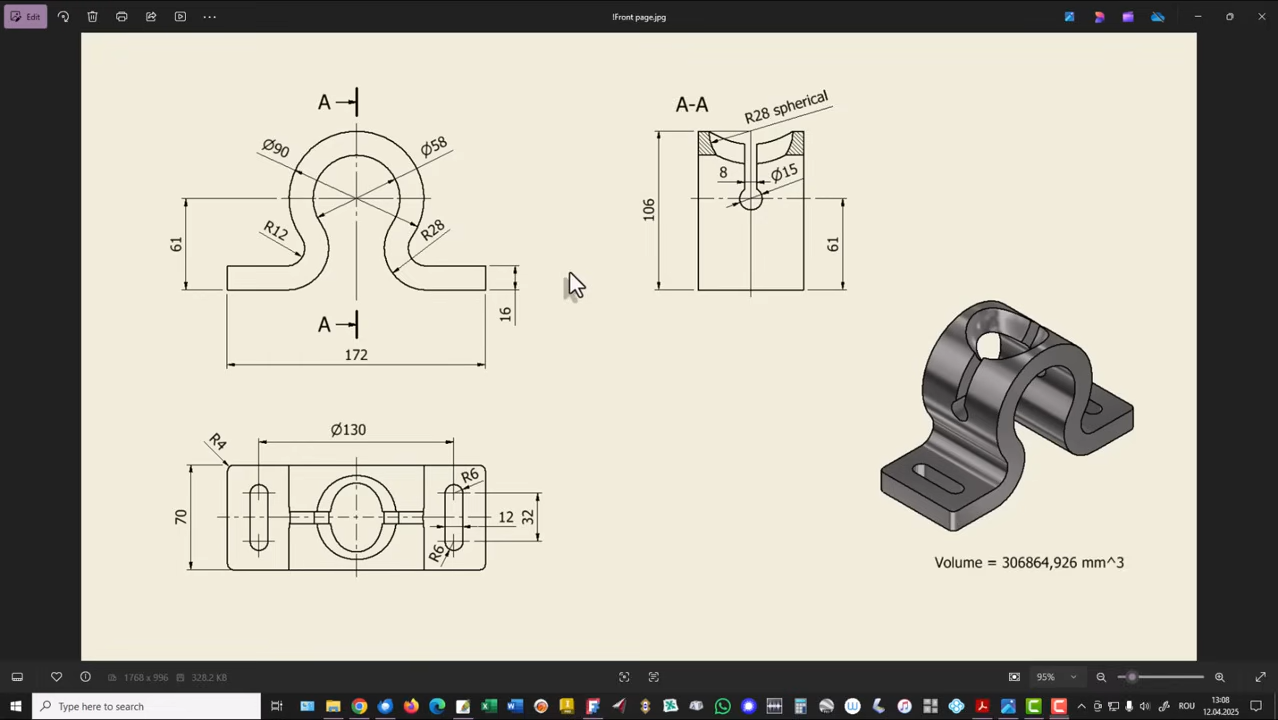 Edit
!Front page.jpg
A
A-A
R28 spherical
Ø90
Ø58
8
Ø15
106
61
R12
R28
61
16
A
172
Ø130
R4
R6
70
12
32
R6
Volume = 306864,926 mm^3
1768 x 996
328.2 KB
95%
Type here to search
ROU
13:08
12.04.2025